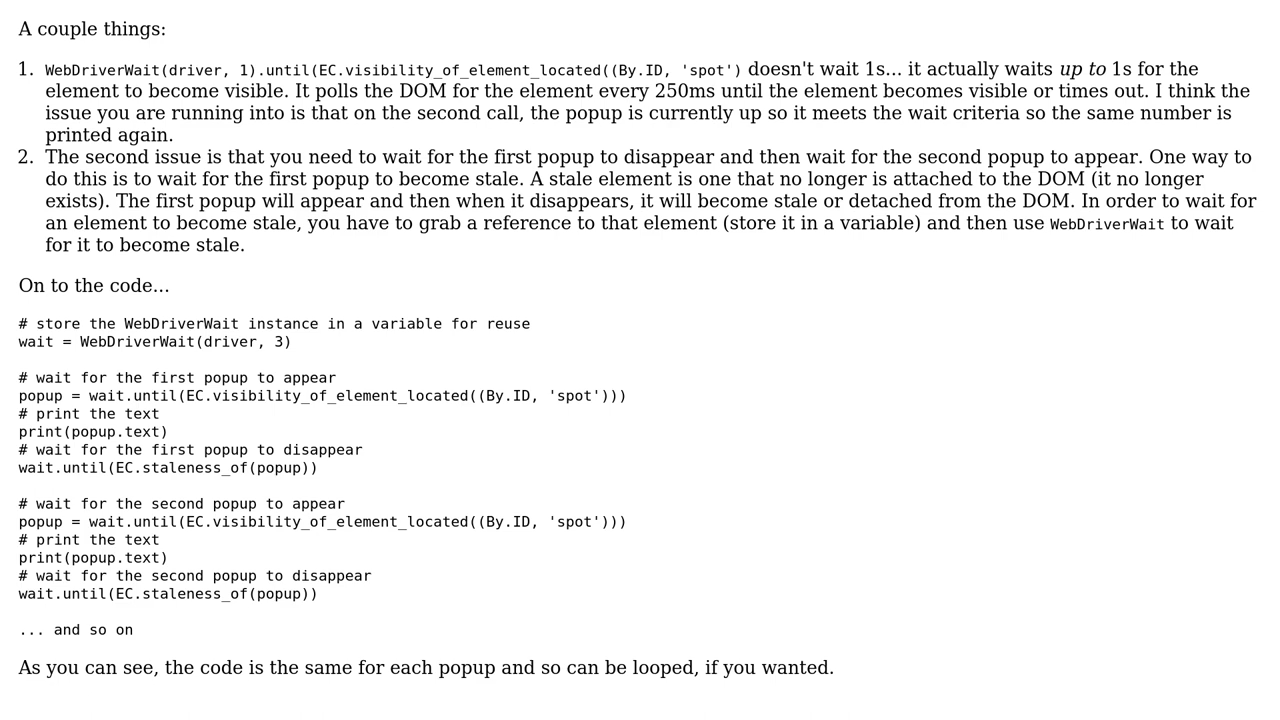 A couple things:
1. WebDriverWait(driver, 1).until(EC.visibility_of_element_located((By.ID, 'spot') doesn't wait 1s... it actually waits up to 1s for the
element to become visible. It polls the DOM for the element every 250ms until the element becomes visible or times out. I think the
issue you are running into is that on the second call, the popup is currently up so it meets the wait criteria so the same number is
printed again.
2. The second issue is that you need to wait for the first popup to disappear and then wait for the second popup to appear. One way to
do this is to wait for the first popup to become stale. A stale element is one that no longer is attached to the DOM (it no longer
exists). The first popup will appear and then when it disappears, it will become stale or detached from the DOM. In order to wait for
an element to become stale, you have to grab a reference to that element (store it in a variable) and then use WebDriverWait to wait
for it to become stale.
On to the code...
# store the WebDriverWait instance in a variable for reuse
wait = WebDriverWait(driver, 3)
# wait for the first popup to appear
popup = wait.until(EC.visibility_of_element_located((By.ID, 'spot')))
# print the text
print(popup.text)
# wait for the first popup to disappear
wait.until(EC.staleness_of(popup))
# wait for the second popup to appear
popup = wait.until(EC.visibility_of_element_located((By.ID, 'spot')))
# print the text
print(popup.text)
# wait for the second popup to disappear
wait.until(EC.staleness_of(popup))
... and so on
As you can see, the code is the same for each popup and so can be looped, if you wanted.